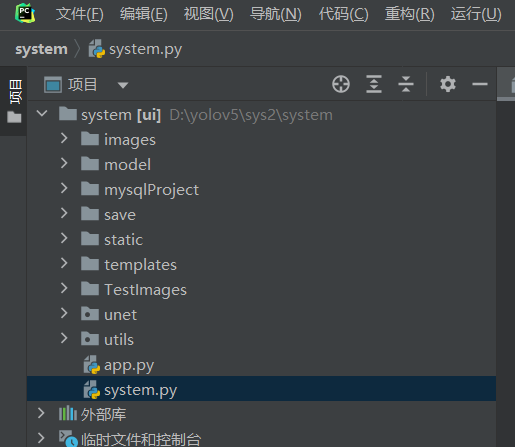 PC 文件(F) 编辑(E) 视图(V) 导航(N) 代码(C) 重构(R) 运行(U)
system system.py
项目
项目
system [ui] D:\yolov5\sys2\system
images
model
mysqlProject
save
static
templates
TestImages
unet
utils
app.py
system.py
外部库
临时文件和控制台